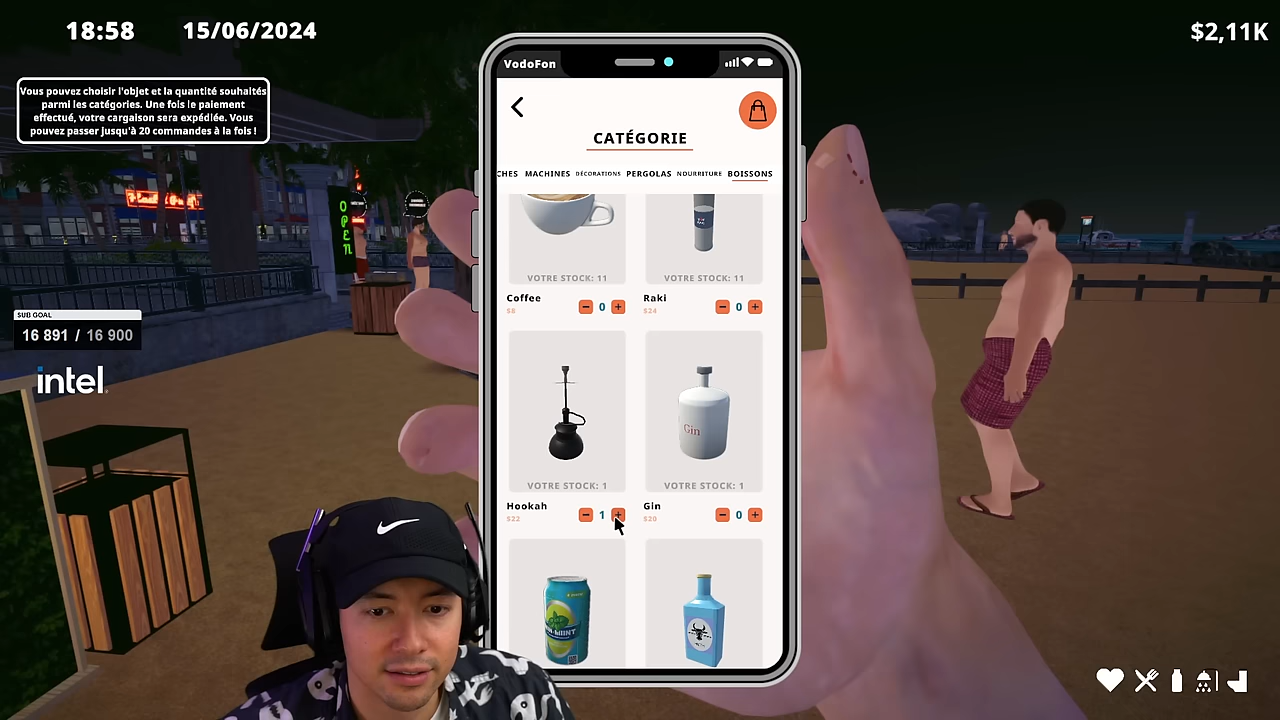 18:58
15/06/2024
$2,11K
Vous pouvez choisir l'objet et la quantité souhaités
parmi les catégories. Une fois le paiement
effectué, votre cargaison sera expédiée. Vous
pouvez passer jusqu'à 20 commandes à la fois !
SUB GOAL
16 891 / 16 900
intel
OPEN
VodoFon
CATÉGORIE
CHES MACHINES DÉCORATIONS PERGOLAS NOURRITURE BOISSONS
VOTRE STOCK: 11
VOTRE STOCK: 11
Coffee
$8
0
Raki
$24
0
Gin
VOTRE STOCK: 1
VOTRE STOCK: 1
Hookah
$22
1
Gin
$20
0